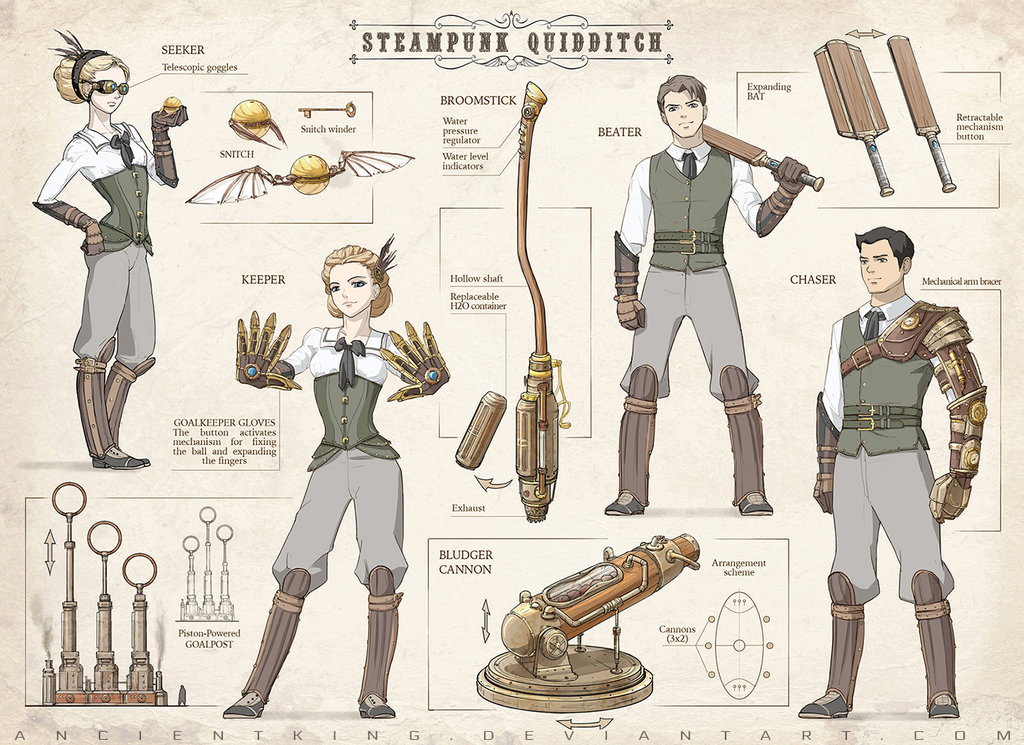 STEAMPUNK QUIDDITCH
SEEKER
Telescopic goggles
SNITCH
Snitch winder
BROOMSTICK
Water
pressure
regulator
Water level
indicators
Hollow shaft
Replaceable
H2O container
Exhaust
BEATER
Expanding
BAT
Retractable
mechanism
button
KEEPER
GOALKEEPER GLOVES
The button activates
mechanism for fixing
the ball and expanding
the fingers
CHASER
Mechanical arm bracer
Piston-Powered
GOALPOST
BLUDGER
CANNON
Arrangement
scheme
Cannons
(3x2)
ANCIENTKING.DEVIANTART.COM